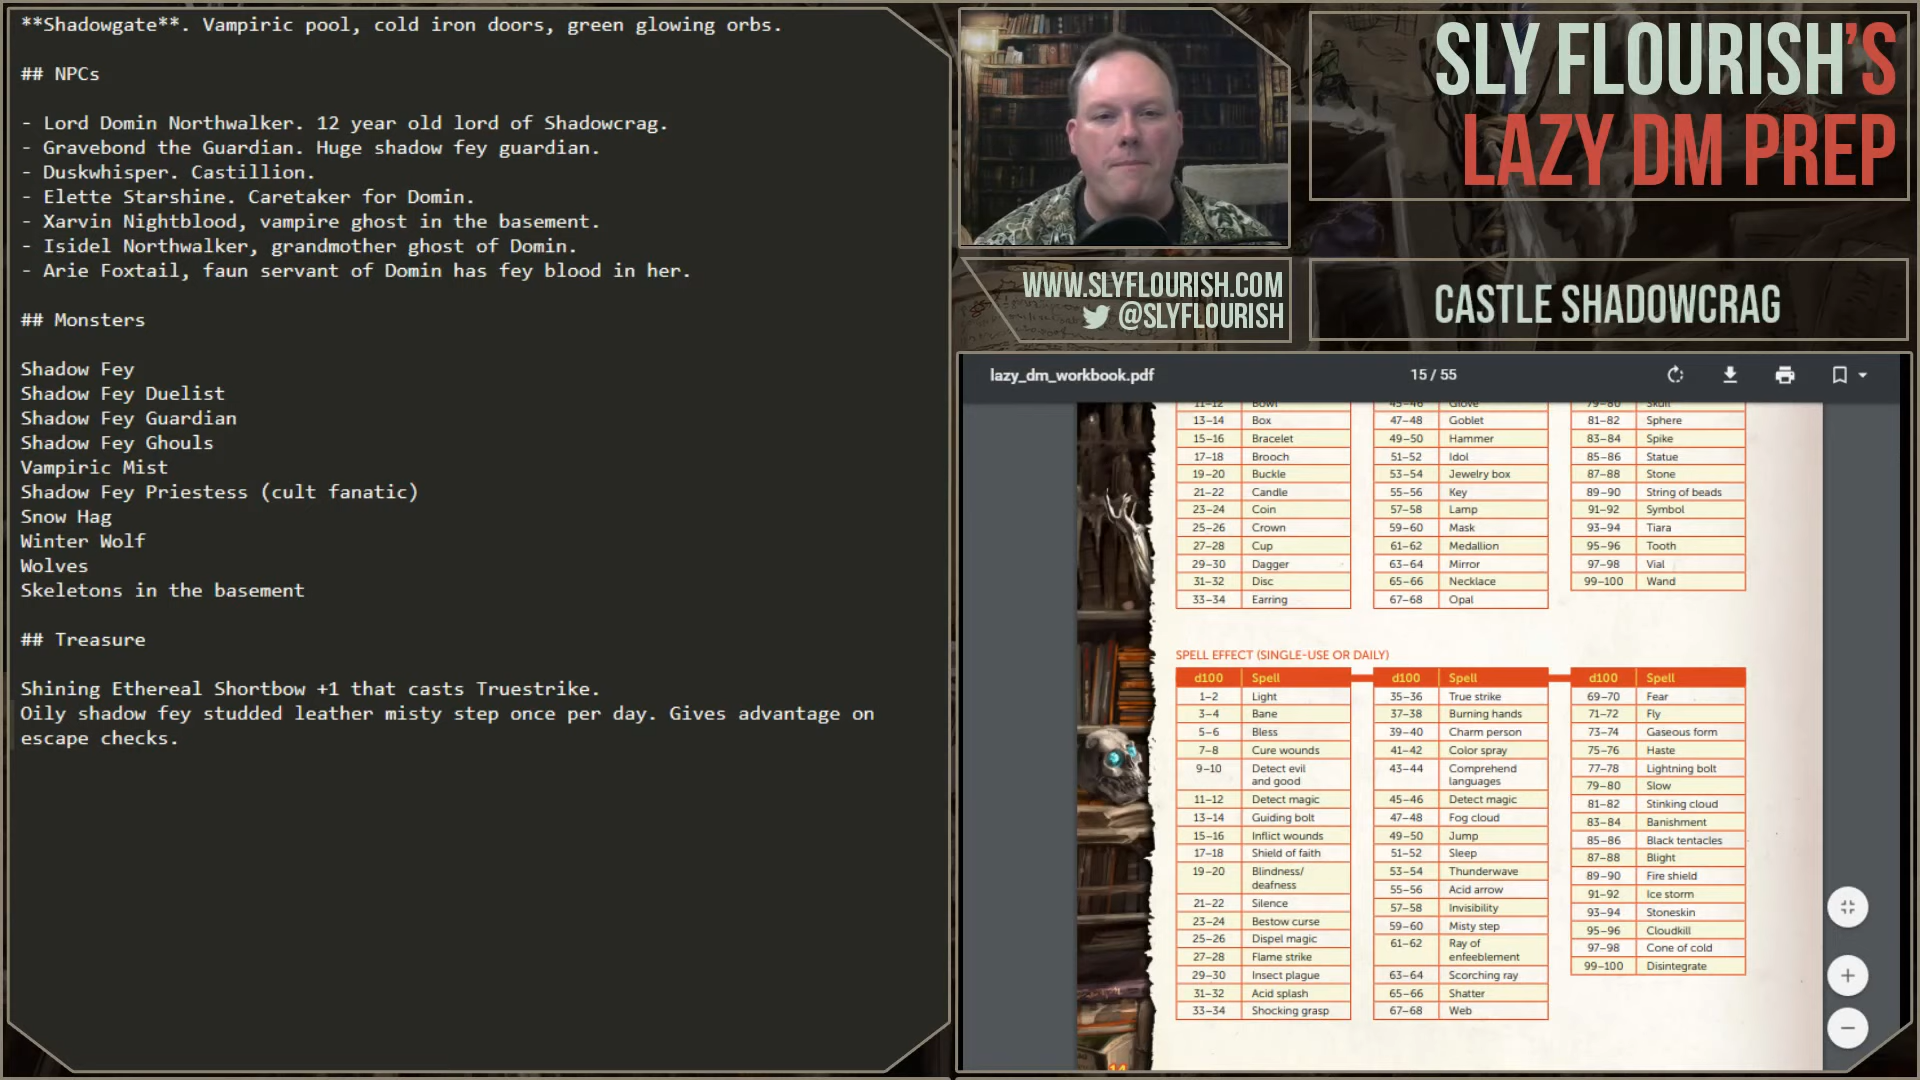 **Shadowgate**. Vampiric pool, cold iron doors, green glowing orbs.
## NPCs
- Lord Domin Northwalker. 12 year old lord of Shadowcrag.
- Gravebond the Guardian. Huge shadow fey guardian.
- Duskwhisper. Castillion.
- Elette Starshine. Caretaker for Domin.
- Xarvin Nightblood, vampire ghost in the basement.
- Isidel Northwalker, grandmother ghost of Domin.
- Arie Foxtail, faun servant of Domin has fey blood in her.
## Monsters
Shadow Fey
Shadow Fey Duelist
Shadow Fey Guardian
Shadow Fey Ghouls
Vampiric Mist
Shadow Fey Priestess (cult fanatic)
Snow Hag
Winter Wolf
Wolves
Skeletons in the basement
## Treasure
Shining Ethereal Shortbow +1 that casts Truestrike.
Oily shadow fey studded leather misty step once per day. Gives advantage on
escape checks.
SLY FLOURISH'S
LAZY DM PREP
WWW.SLYFLOURISH.COM
@SLYFLOURISH
CASTLE SHADOWCRAG
lazy_dm_workbook.pdf 15 / 55
11–12 Bowl 45–46 Glove 79–80 Skull
13–14 Box 47–48 Goblet 81–82 Sphere
15–16 Bracelet 49–50 Hammer 83–84 Spike
17–18 Brooch 51–52 Idol 85–86 Statue
19–20 Buckle 53–54 Jewelry box 87–88 Stone
21–22 Candle 55–56 Key 89–90 String of beads
23–24 Coin 57–58 Lamp 91–92 Symbol
25–26 Crown 59–60 Mask 93–94 Tiara
27–28 Cup 61–62 Medallion 95–96 Tooth
29–30 Dagger 63–64 Mirror 97–98 Vial
31–32 Disc 65–66 Necklace 99–100 Wand
33–34 Earring 67–68 Opal
SPELL EFFECT (SINGLE-USE OR DAILY)
d100 Spell
1–2 Light
3–4 Bane
5–6 Bless
7–8 Cure wounds
9–10 Detect evil
and good
11–12 Detect magic
13–14 Guiding bolt
15–16 Inflict wounds
17–18 Shield of faith
19–20 Blindness/
deafness
21–22 Silence
23–24 Bestow curse
25–26 Dispel magic
27–28 Flame strike
29–30 Insect plague
31–32 Acid splash
33–34 Shocking grasp
d100 Spell
35–36 True strike
37–38 Burning hands
39–40 Charm person
41–42 Color spray
43–44 Comprehend
languages
45–46 Detect magic
47–48 Fog cloud
49–50 Jump
51–52 Sleep
53–54 Thunderwave
55–56 Acid arrow
57–58 Invisibility
59–60 Misty step
61–62 Ray of
enfeeblement
63–64 Scorching ray
65–66 Shatter
67–68 Web
d100 Spell
69–70 Fear
71–72 Fly
73–74 Gaseous form
75–76 Haste
77–78 Lightning bolt
79–80 Slow
81–82 Stinking cloud
83–84 Banishment
85–86 Black tentacles
87–88 Blight
89–90 Fire shield
91–92 Ice storm
93–94 Stoneskin
95–96 Cloudkill
97–98 Cone of cold
99–100 Disintegrate
14